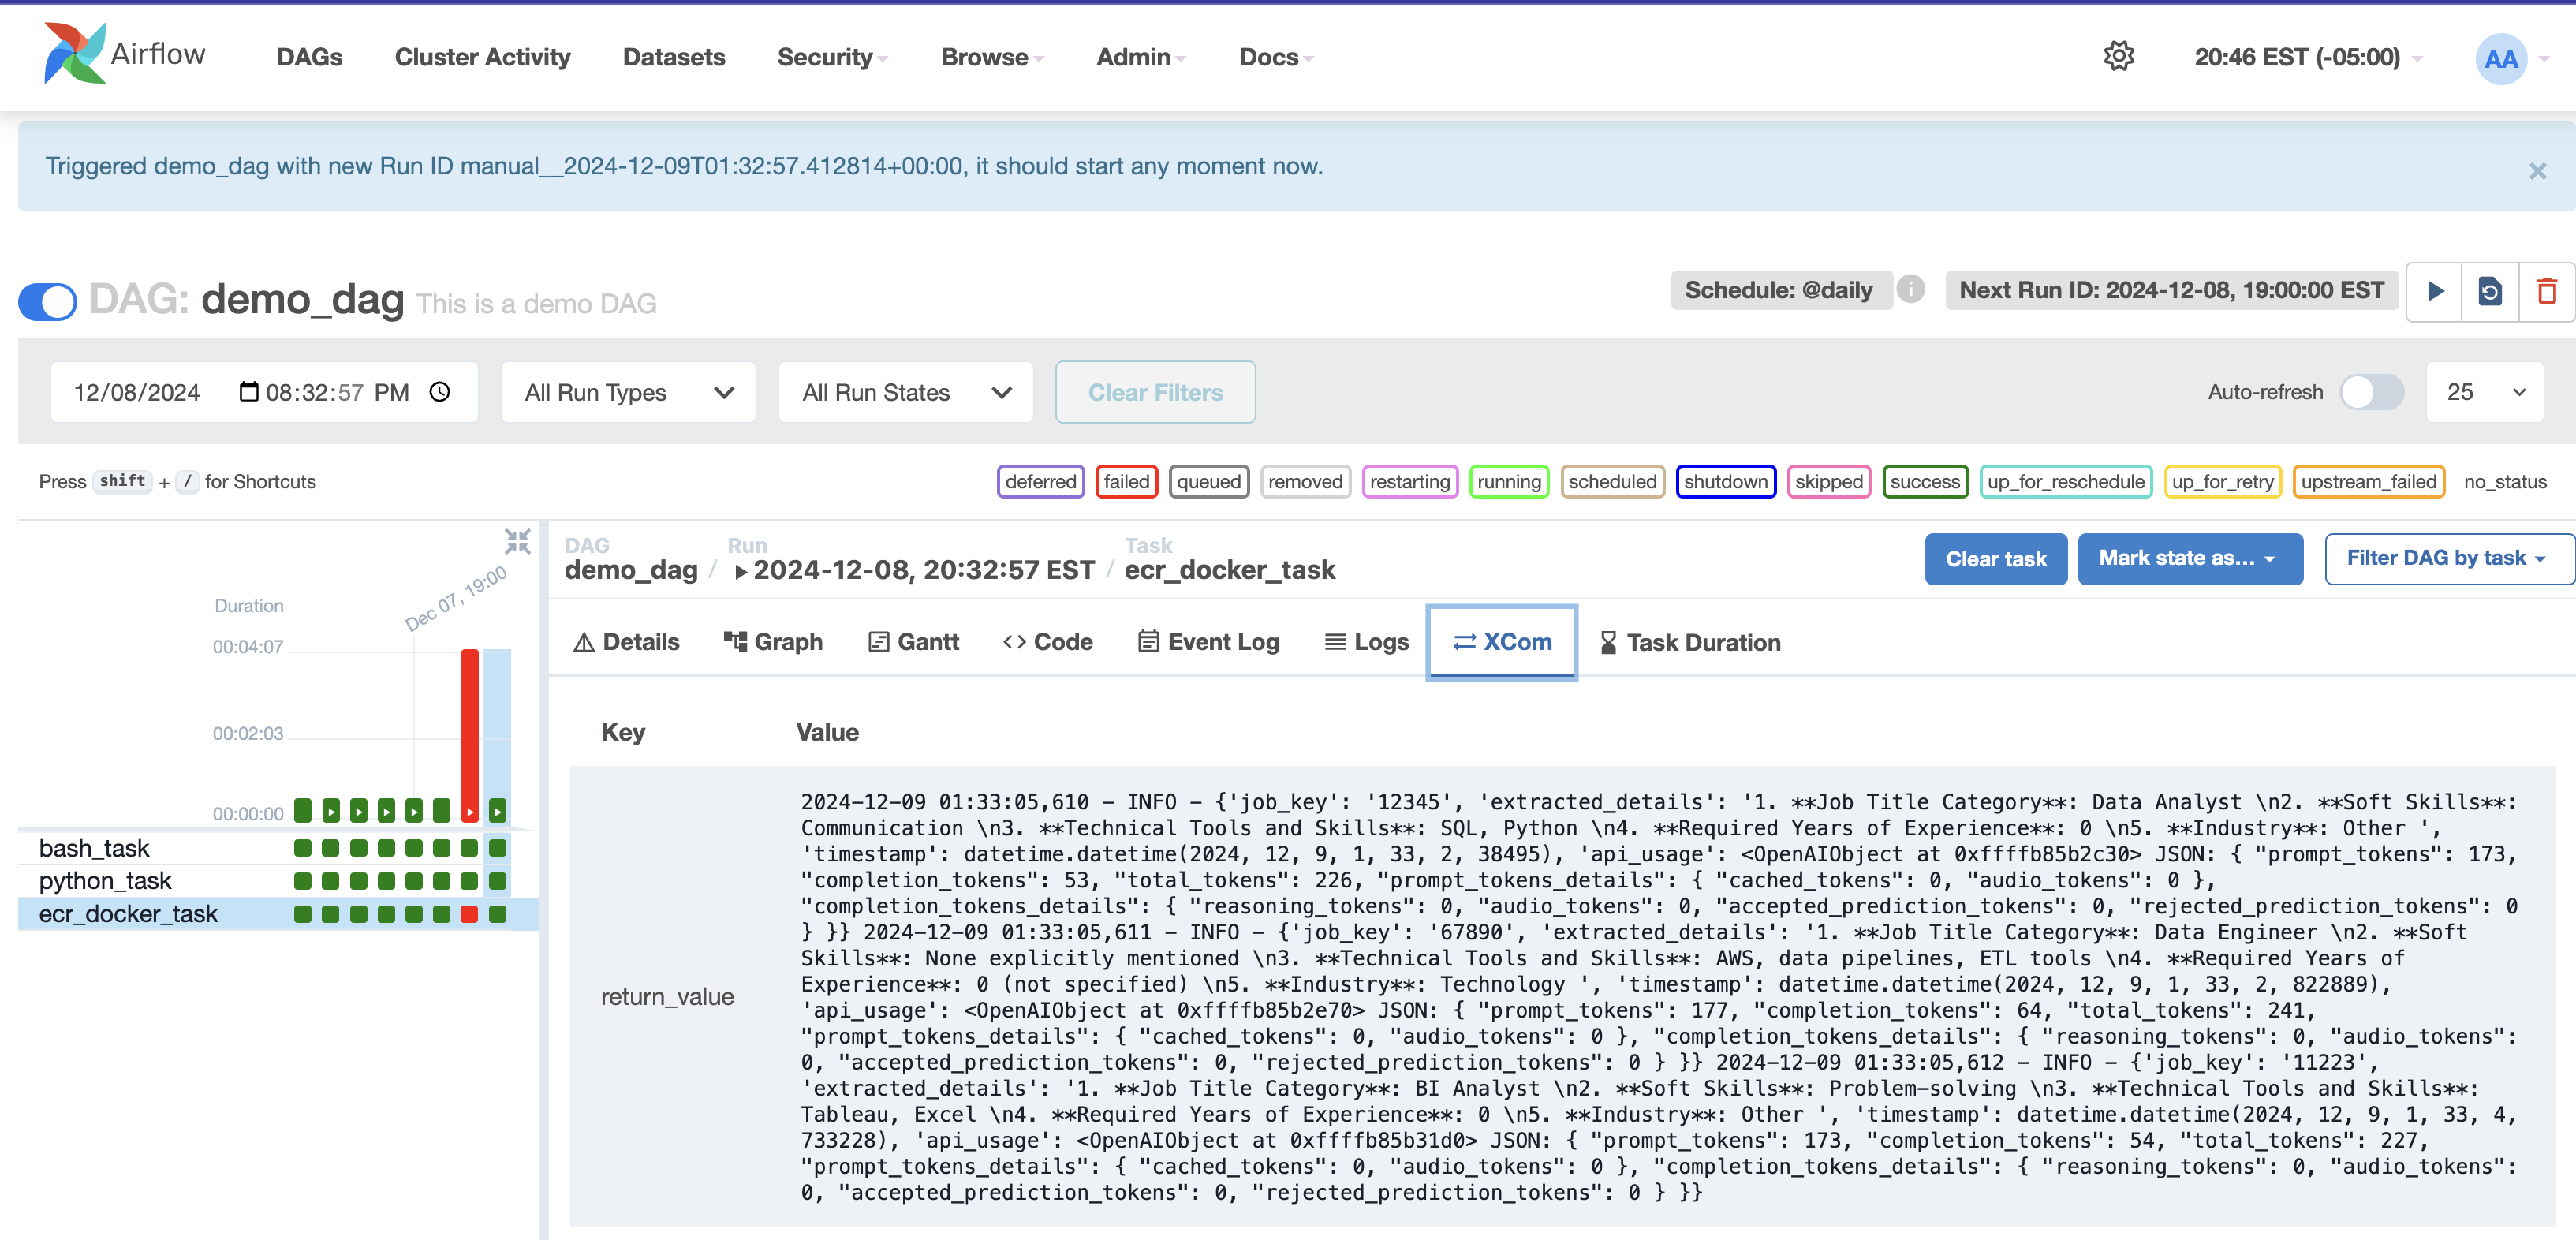 Airflow DAGs Cluster Activity Datasets Security Browse Admin Docs 20:46 EST (-05:00) AA
Triggered demo_dag with new Run ID manual__2024-12-09T01:32:57.412814+00:00, it should start any moment now. ×
DAG: demo_dag This is a demo DAG Schedule: @daily i Next Run ID: 2024-12-08, 19:00:00 EST
12/08/2024 08:32:57 PM All Run Types All Run States Clear Filters Auto-refresh 25
Press shift + / for Shortcuts deferred failed queued removed restarting running scheduled shutdown skipped success up_for_reschedule up_for_retry upstream_failed no_status
Duration
Dec 07, 19:00
00:04:07
00:02:03
00:00:00
bash_task
python_task
ecr_docker_task
DAG Run Task
demo_dag / 2024-12-08, 20:32:57 EST / ecr_docker_task
Clear task Mark state as... Filter DAG by task
Details Graph Gantt Code Event Log Logs XCom Task Duration
Key Value
return_value
2024-12-09 01:33:05,610 - INFO - {'job_key': '12345', 'extracted_details': '1. **Job Title Category**: Data Analyst \n2. **Soft Skills**:
Communication \n3. **Technical Tools and Skills**: SQL, Python \n4. **Required Years of Experience**: 0 \n5. **Industry**: Other ',
'timestamp': datetime.datetime(2024, 12, 9, 1, 33, 2, 38495), 'api_usage': <OpenAIObject at 0xffffb85b2c30> JSON: { "prompt_tokens": 173,
"completion_tokens": 53, "total_tokens": 226, "prompt_tokens_details": { "cached_tokens": 0, "audio_tokens": 0 },
"completion_tokens_details": { "reasoning_tokens": 0, "audio_tokens": 0, "accepted_prediction_tokens": 0, "rejected_prediction_tokens": 0
} }} 2024-12-09 01:33:05,611 - INFO - {'job_key': '67890', 'extracted_details': '1. **Job Title Category**: Data Engineer \n2. **Soft
Skills**: None explicitly mentioned \n3. **Technical Tools and Skills**: AWS, data pipelines, ETL tools \n4. **Required Years of
Experience**: 0 (not specified) \n5. **Industry**: Technology ', 'timestamp': datetime.datetime(2024, 12, 9, 1, 33, 2, 822889),
'api_usage': <OpenAIObject at 0xffffb85b2e70> JSON: { "prompt_tokens": 177, "completion_tokens": 64, "total_tokens": 241,
"prompt_tokens_details": { "cached_tokens": 0, "audio_tokens": 0 }, "completion_tokens_details": { "reasoning_tokens": 0, "audio_tokens":
0, "accepted_prediction_tokens": 0, "rejected_prediction_tokens": 0 } }} 2024-12-09 01:33:05,612 - INFO - {'job_key': '11223',
'extracted_details': '1. **Job Title Category**: BI Analyst \n2. **Soft Skills**: Problem-solving \n3. **Technical Tools and Skills**:
Tableau, Excel \n4. **Required Years of Experience**: 0 \n5. **Industry**: Other ', 'timestamp': datetime.datetime(2024, 12, 9, 1, 33, 4,
733228), 'api_usage': <OpenAIObject at 0xffffb85b31d0> JSON: { "prompt_tokens": 173, "completion_tokens": 54, "total_tokens": 227,
"prompt_tokens_details": { "cached_tokens": 0, "audio_tokens": 0 }, "completion_tokens_details": { "reasoning_tokens": 0, "audio_tokens":
0, "accepted_prediction_tokens": 0, "rejected_prediction_tokens": 0 } }}